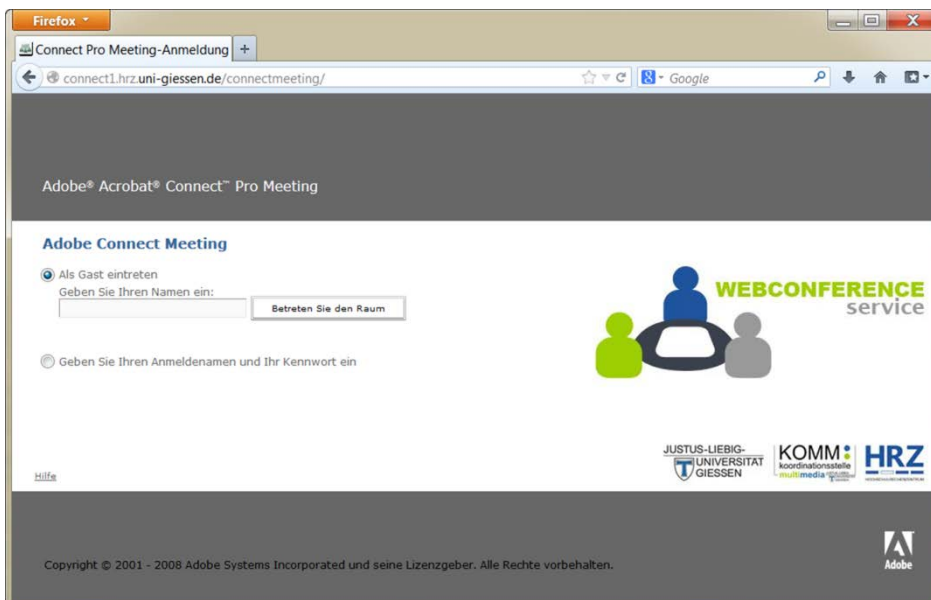 Firefox
Connect Pro Meeting-Anmeldung +
connect1.hrz.uni-giessen.de/connectmeeting/
Google
Adobe® Acrobat® Connect™ Pro Meeting
Adobe Connect Meeting
Als Gast eintreten
Geben Sie Ihren Namen ein:
Betreten Sie den Raum
Geben Sie Ihren Anmeldenamen und Ihr Kennwort ein
WEBCONFERENCE
service
Hilfe
JUSTUS-LIEBIG-
UNIVERSITÄT
GIESSEN
KOMM:
koordinationsstelle
multimedia
HRZ
Copyright © 2001 - 2008 Adobe Systems Incorporated und seine Lizenzgeber. Alle Rechte vorbehalten.
Adobe